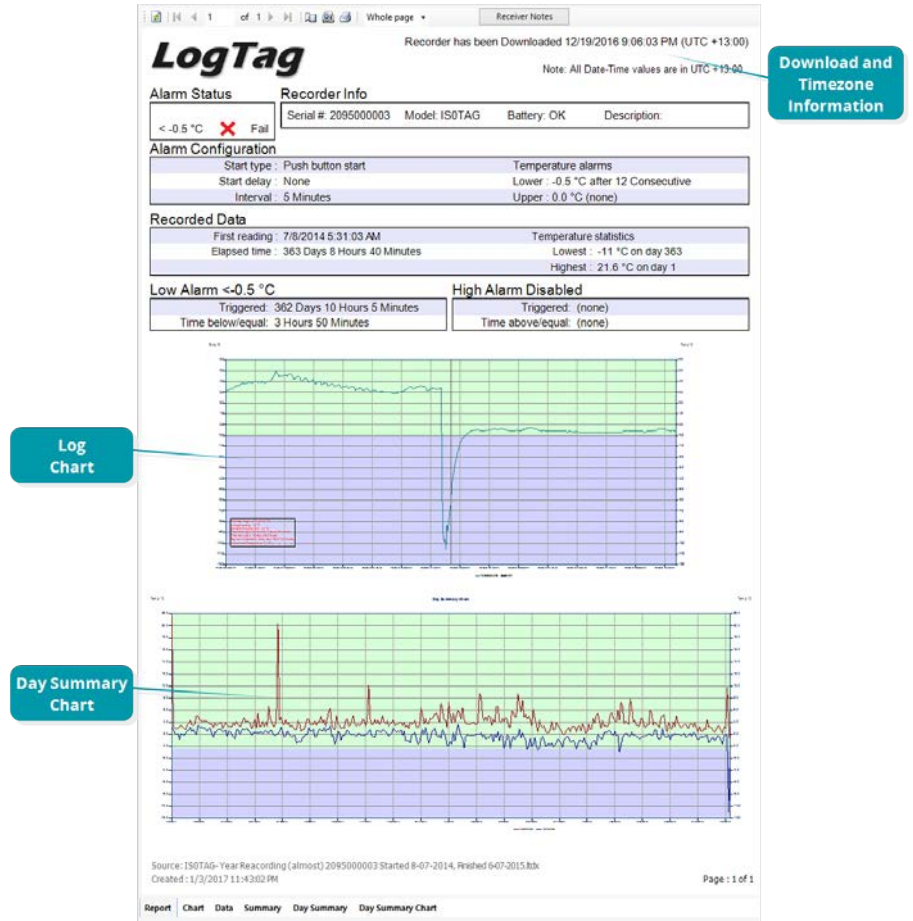 1 of 1 Whole page Receiver Notes
LogTag
Recorder has been Downloaded 12/19/2016 9:06:03 PM (UTC +13:00)
Note: All Date-Time values are in UTC +13:00
Download and
Timezone
Information
Alarm Status
< -0.5 °C Fail
Recorder Info
Serial #: 2095000003 Model: IS0TAG Battery: OK Description:
Alarm Configuration
Start type : Push button start Temperature alarms
Start delay : None Lower : -0.5 °C after 12 Consecutive
Interval : 5 Minutes Upper : 0.0 °C (none)
Recorded Data
First reading : 7/8/2014 5:31:03 AM Temperature statistics
Elapsed time : 363 Days 8 Hours 40 Minutes Lowest : -11 °C on day 363
Highest : 21.6 °C on day 1
Low Alarm <-0.5 °C
Triggered: 362 Days 10 Hours 5 Minutes
Time below/equal: 3 Hours 50 Minutes
High Alarm Disabled
Triggered: (none)
Time above/equal: (none)
Log
Chart
Day Summary Chart
Day Summary
Chart
Source: IS0TAG- Year Reacording (almost) 2095000003 Started 8-07-2014, Finished 6-07-2015.ltdx
Created : 1/3/2017 11:43:02 PM Page : 1 of 1
Report Chart Data Summary Day Summary Day Summary Chart